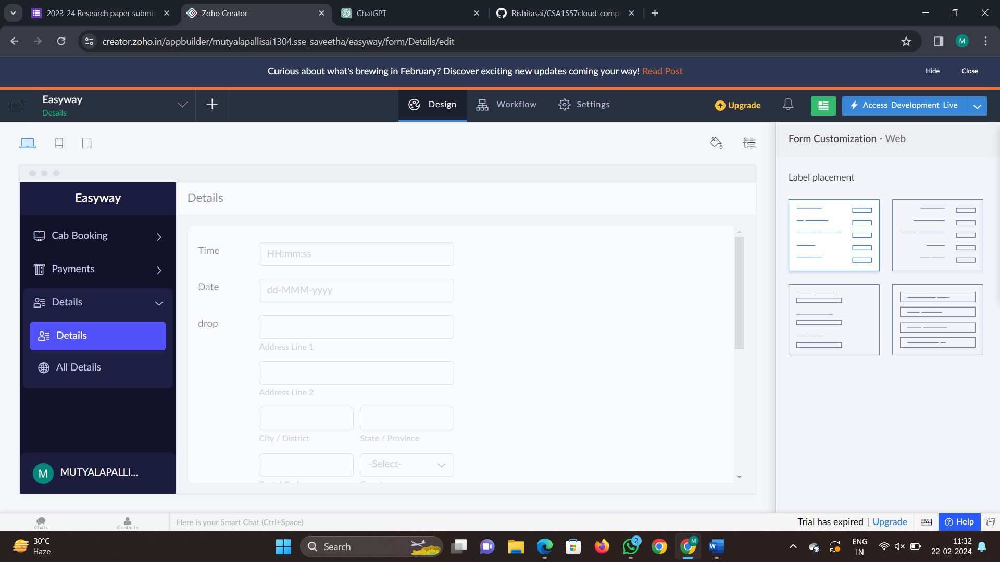 2023-24 Research paper submis
Zoho Creator
ChatGPT
Rishitasai/CSA1557cloud-comp
creator.zoho.in/appbuilder/mutyalapallisai1304.sse_saveetha/easyway/form/Details/edit
M
Curious about what's brewing in February? Discover exciting new updates coming your way! Read Post
Hide
Close
Easyway
Details
Design
Workflow
Settings
Upgrade
Access Development Live
Form Customization - Web
Label placement
Easyway
Details
Cab Booking
Payments
Details
Details
All Details
M MUTYALAPALLI...
Time
HH:mm:ss
Date
dd-MMM-yyyy
drop
Address Line 1
Address Line 2
City / District
State / Province
-Select-
Chats
Contacts
Here is your Smart Chat (Ctrl+Space)
Trial has expired | Upgrade
Help
30°C
Haze
Search
2
M
W
ENG
IN
11:32
22-02-2024